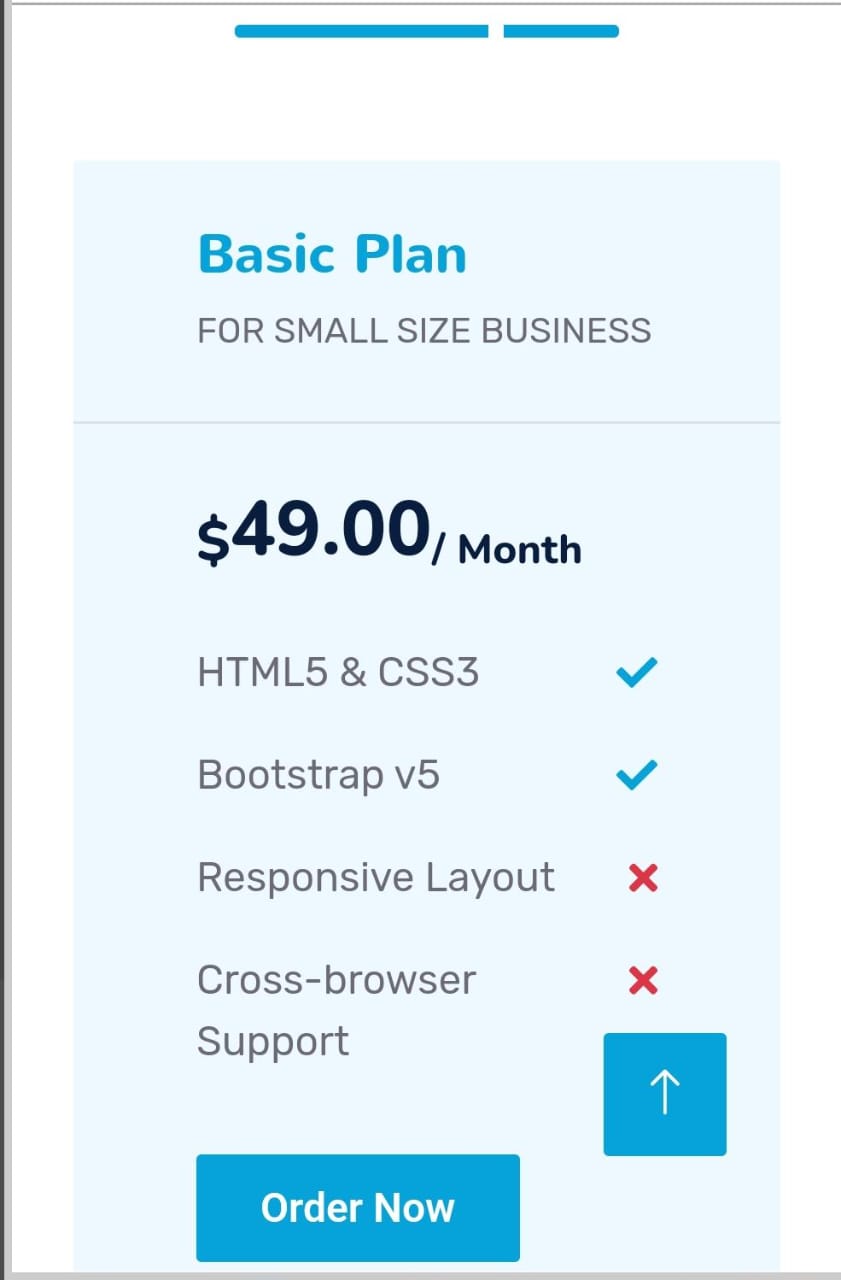 Basic Plan
FOR SMALL SIZE BUSINESS
$49.00/ Month
HTML5 & CSS3
Bootstrap v5
Responsive Layout
Cross-browser
Support
Order Now